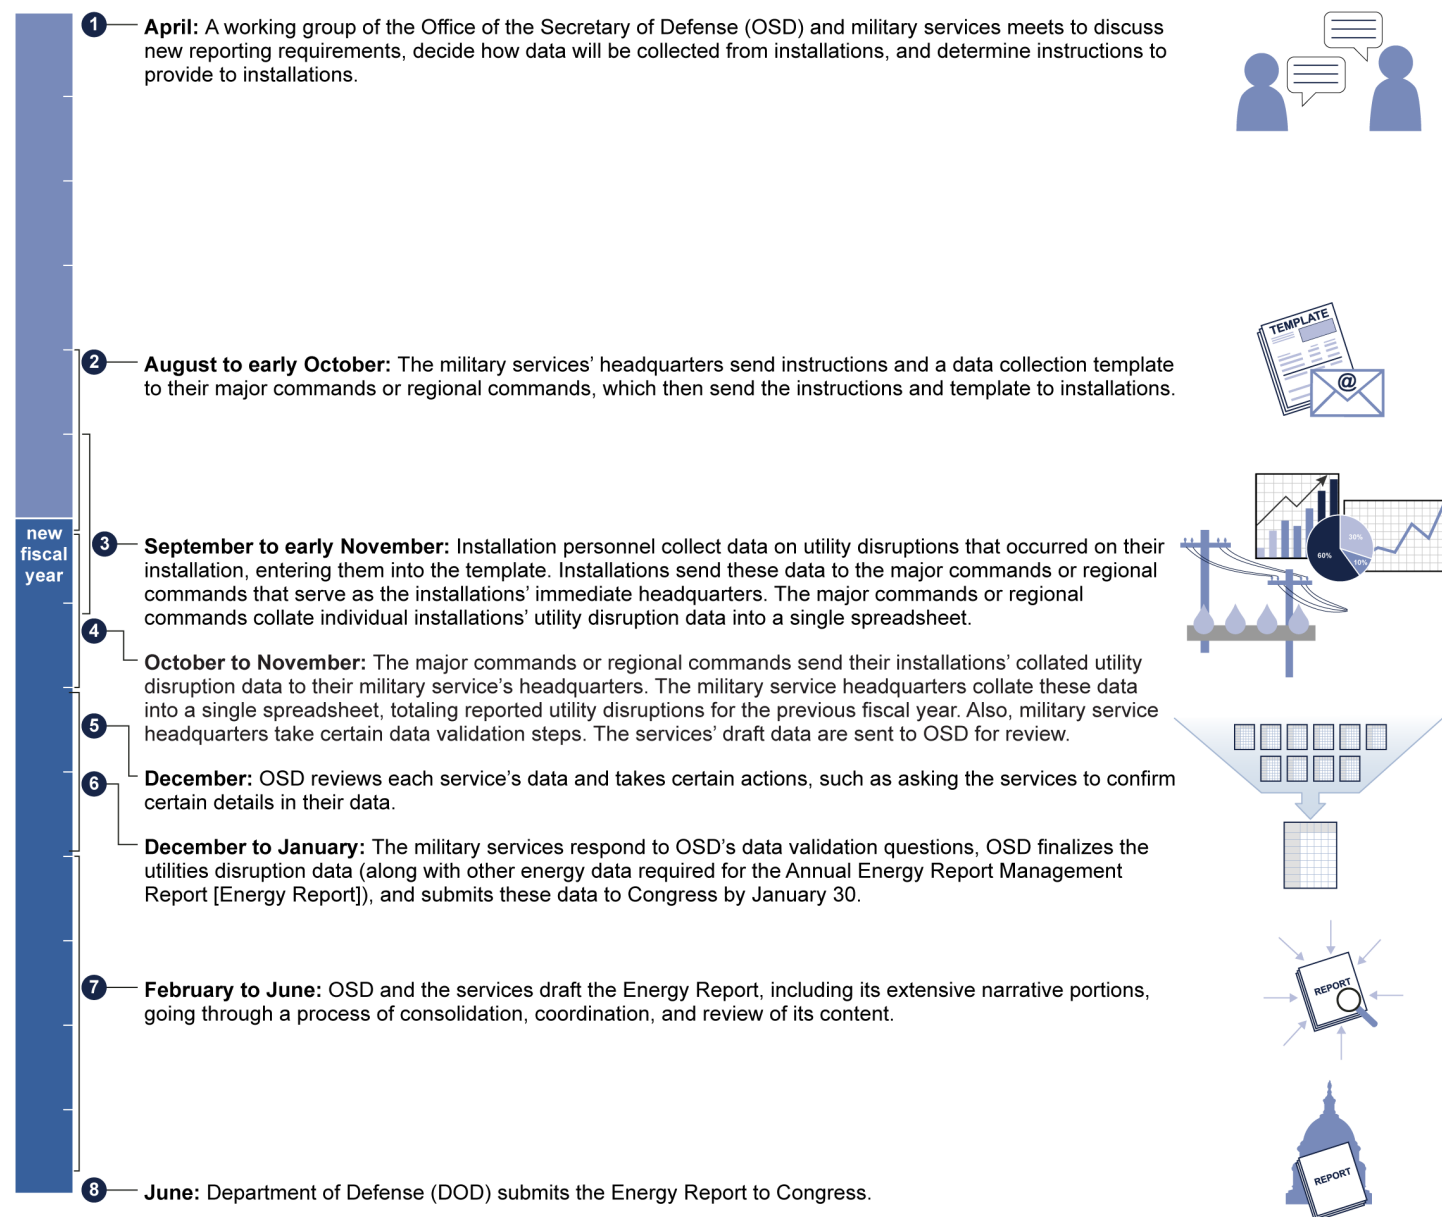 1
April: A working group of the Office of the Secretary of Defense (OSD) and military services meets to discuss
new reporting requirements, decide how data will be collected from installations, and determine instructions to
provide to installations.
TEMPLATE
@
2
August to early October: The military services’ headquarters send instructions and a data collection template
to their major commands or regional commands, which then send the instructions and template to installations.
new
fiscal
year
3
September to early November: Installation personnel collect data on utility disruptions that occurred on their
installation, entering them into the template. Installations send these data to the major commands or regional
commands that serve as the installations’ immediate headquarters. The major commands or regional
commands collate individual installations’ utility disruption data into a single spreadsheet.
30%
60%
10%
4
October to November: The major commands or regional commands send their installations’ collated utility
disruption data to their military service’s headquarters. The military service headquarters collate these data
into a single spreadsheet, totaling reported utility disruptions for the previous fiscal year. Also, military service
headquarters take certain data validation steps. The services’ draft data are sent to OSD for review.
5
December: OSD reviews each service’s data and takes certain actions, such as asking the services to confirm
certain details in their data.
6
December to January: The military services respond to OSD’s data validation questions, OSD finalizes the
utilities disruption data (along with other energy data required for the Annual Energy Report Management
Report [Energy Report]), and submits these data to Congress by January 30.
7
February to June: OSD and the services draft the Energy Report, including its extensive narrative portions,
going through a process of consolidation, coordination, and review of its content.
REPORT
8
June: Department of Defense (DOD) submits the Energy Report to Congress.
REPORT